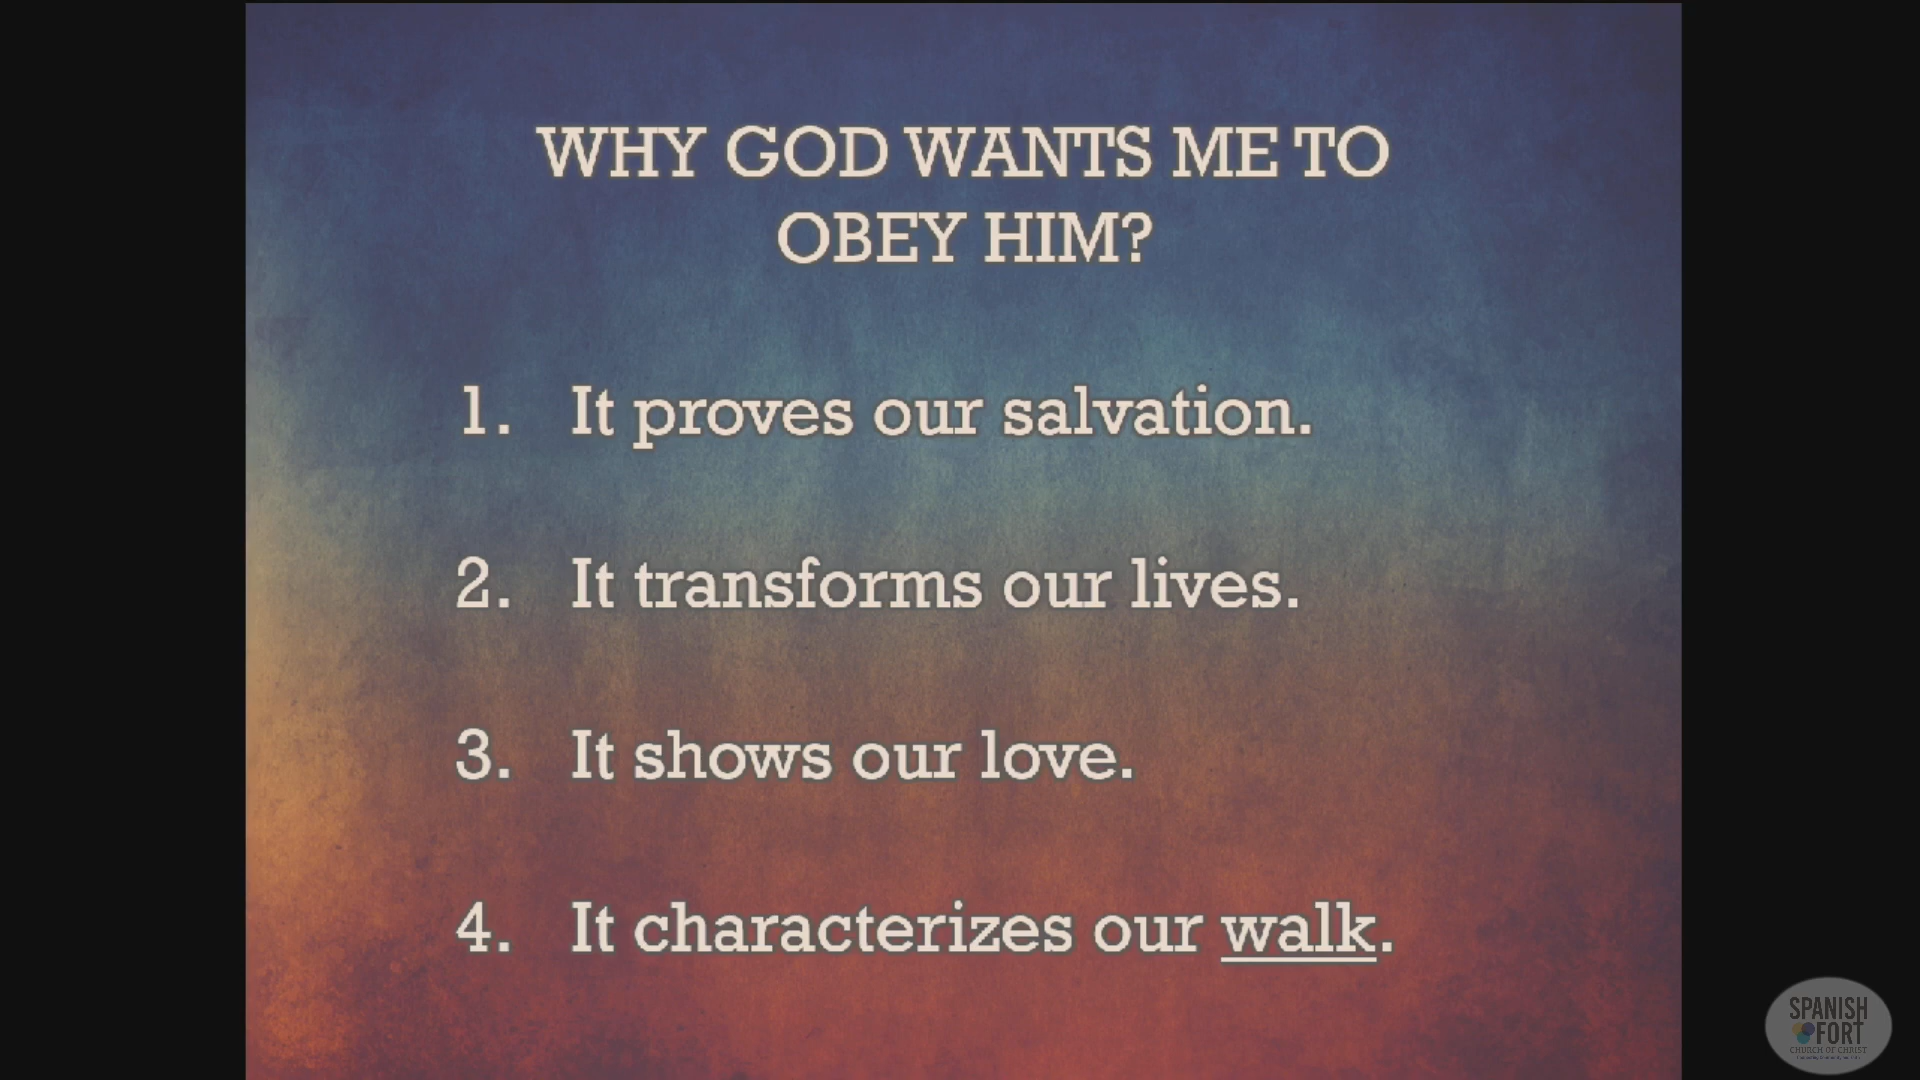 WHY GOD WANTS ME TO
OBEY HIM?
1. It proves our salvation.
2. It transforms our lives.
3. It shows our love.
4. It characterizes our walk.
SPANISH
FORT
CHURCH OF CHRIST